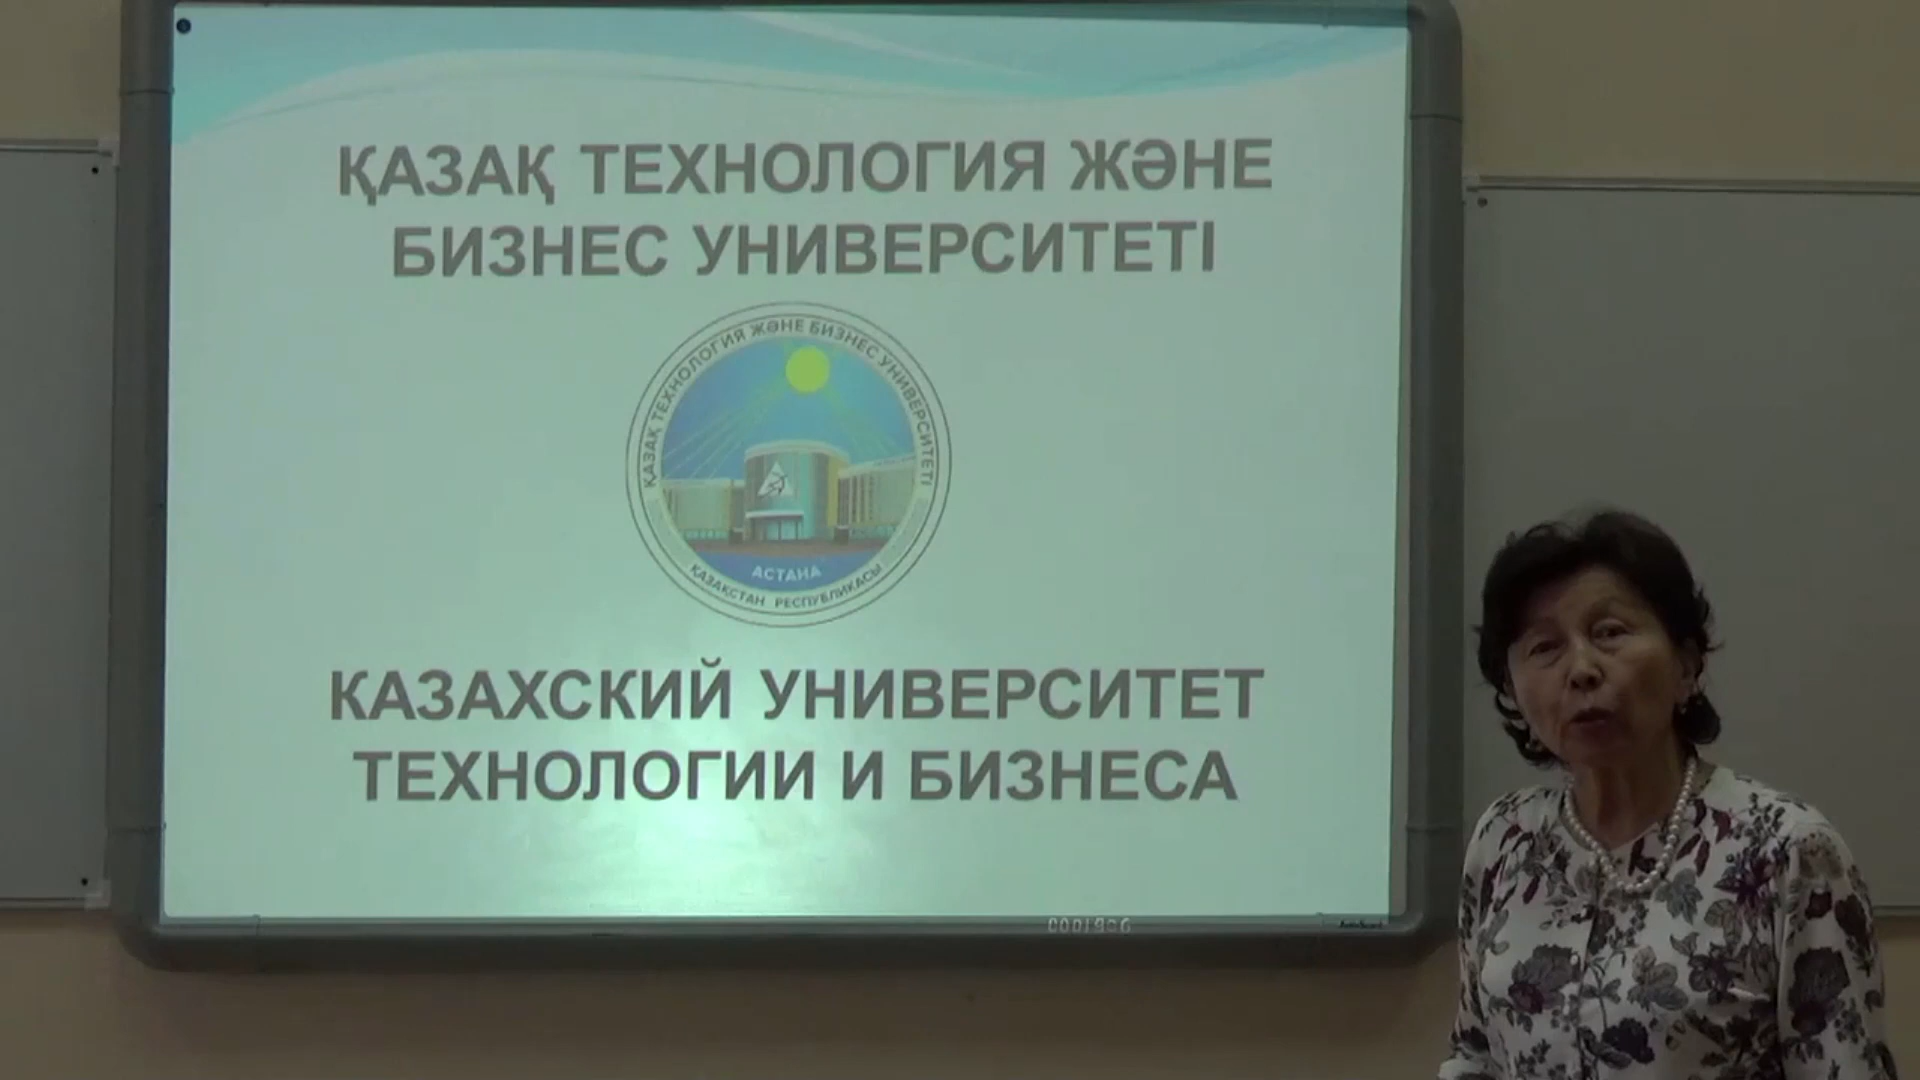 ҚАЗАҚ ТЕХНОЛОГИЯ ЖӘНЕ
БИЗНЕС УНИВЕРСИТЕТІ
ҚАЗАҚ ТЕХНОЛОГИЯ ЖӘНЕ БИЗНЕС УНИВЕРСИТЕТІ
АСТАНА
ҚАЗАҚСТАН РЕСПУБЛИКАСЫ
КАЗАХСКИЙ УНИВЕРСИТЕТ
ТЕХНОЛОГИИ И БИЗНЕСА